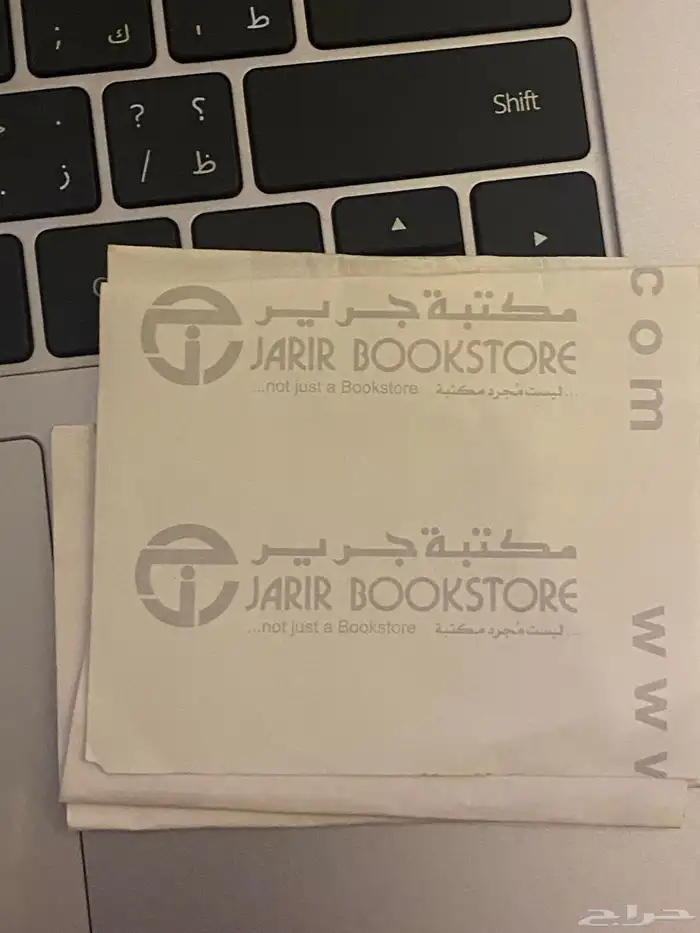 ; ك ' ط
Shift
? ؟
/ ظ
. ز
مكتبة جرير
JARIR BOOKSTORE
...not just a Bookstore ليست مُجرد مكتبة...
com
مكتبة جرير
JARIR BOOKSTORE
...not just a Bookstore ليست مُجرد مكتبة...
www
حراج